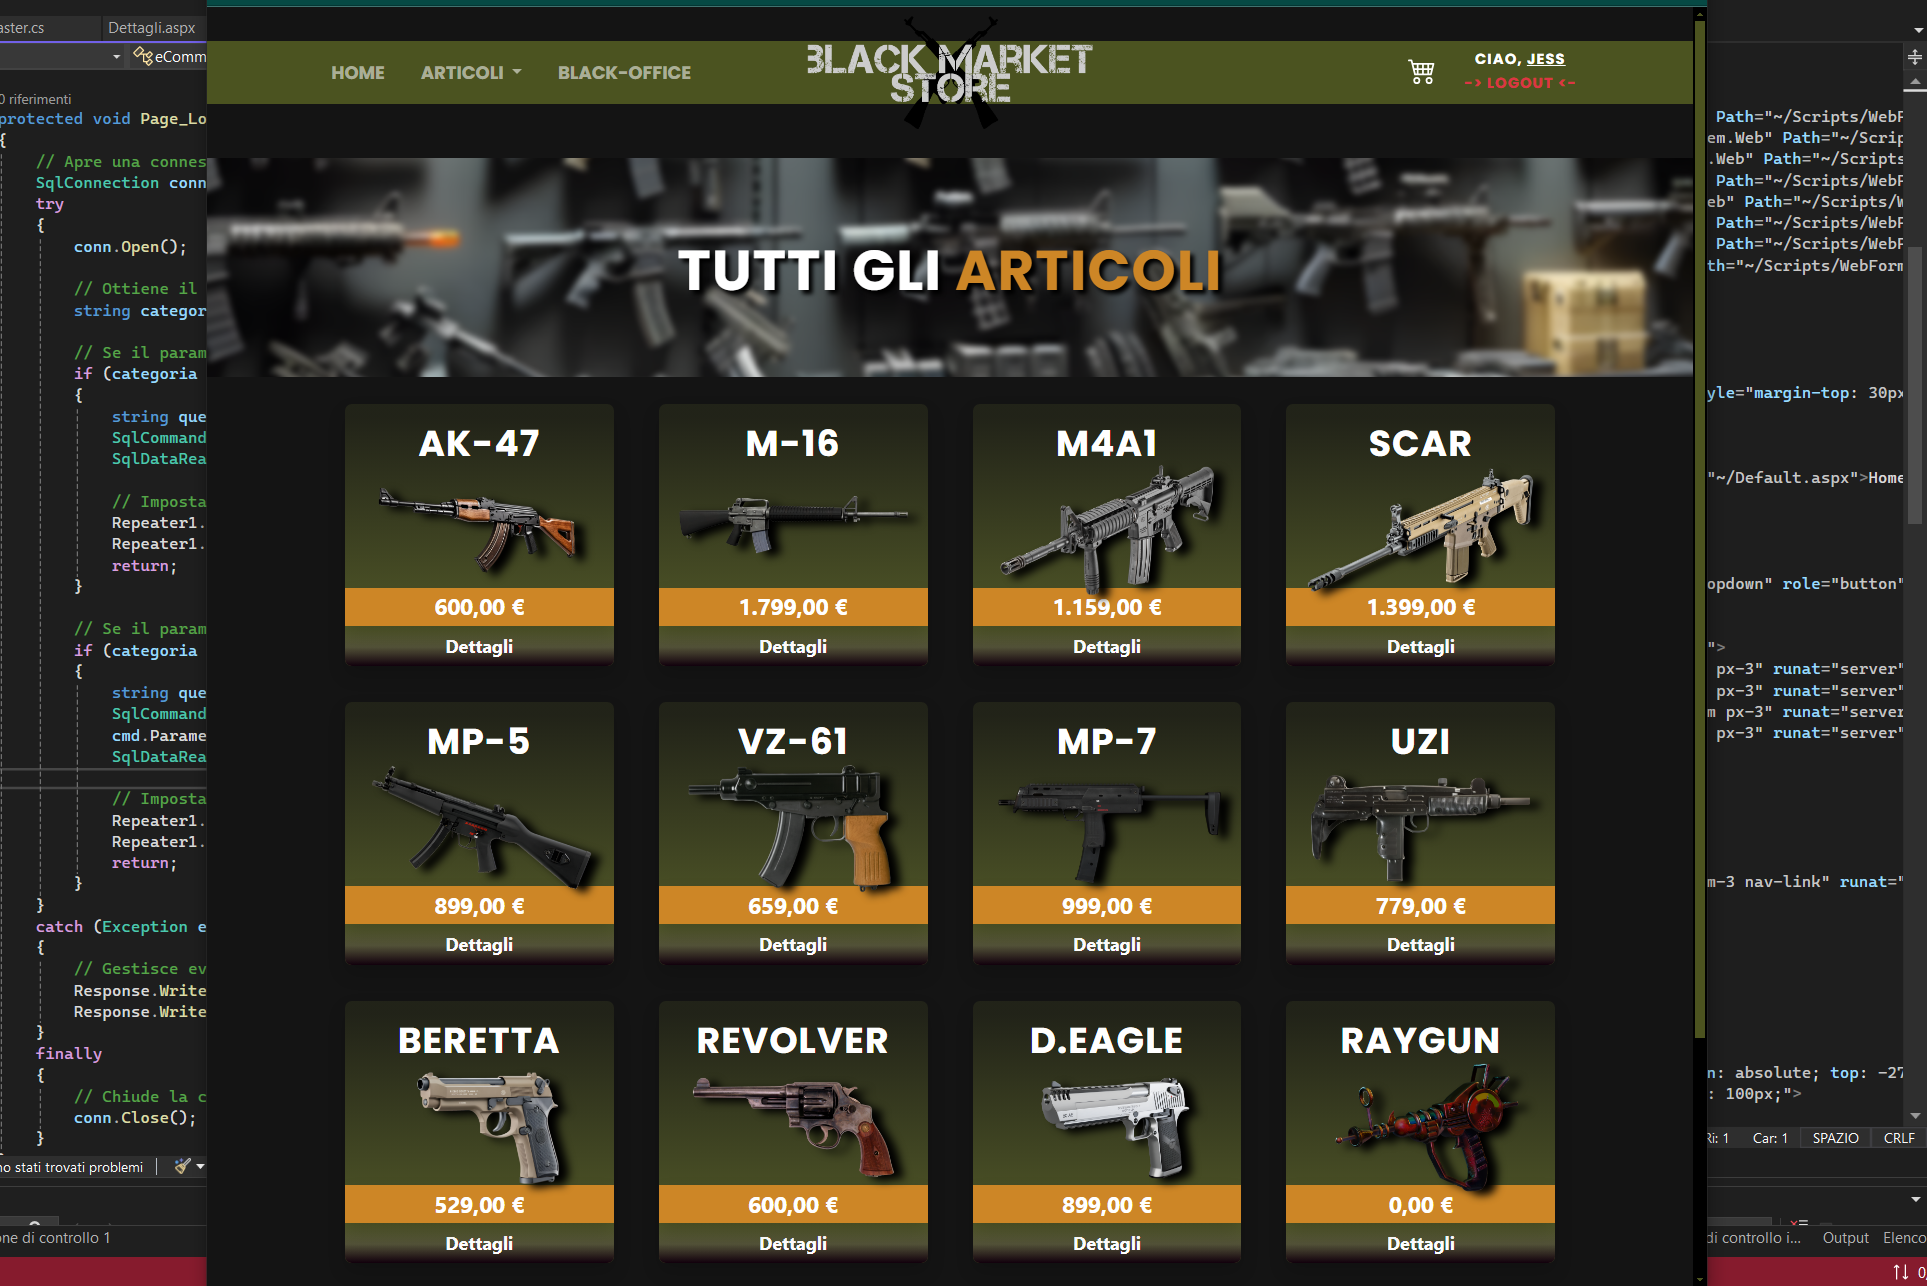 aster.cs
Dettagli.aspx
eComm
0 riferimenti
protected void Page_Lo
{
// Apre una connes
SqlConnection conn
try
{
conn.Open();
// Ottiene il
string categor
// Se il param
if (categoria
{
string que
SqlCommand
SqlDataRea
// Imposta
Repeater1.
Repeater1.
return;
}
// Se il param
if (categoria
{
string que
SqlCommand
cmd.Parame
SqlDataRea
// Imposta
Repeater1.
Repeater1.
return;
}
}
catch (Exception e
{
// Gestisce ev
Response.Write
Response.Write
}
finally
{
// Chiude la c
conn.Close();
}
no stati trovati problemi
one di controllo 1
HOME
ARTICOLI
BLACK-OFFICE
BLACK MARKET
STORE
CIAO, JESS
-> LOGOUT <-
TUTTI GLI ARTICOLI
AK-47
600,00 €
Dettagli
M-16
1.799,00 €
Dettagli
M4A1
1.159,00 €
Dettagli
SCAR
1.399,00 €
Dettagli
MP-5
899,00 €
Dettagli
VZ-61
659,00 €
Dettagli
MP-7
999,00 €
Dettagli
UZI
779,00 €
Dettagli
BERETTA
529,00 €
Dettagli
REVOLVER
600,00 €
Dettagli
D.EAGLE
899,00 €
Dettagli
RAYGUN
0,00 €
Dettagli
Path="~/Scripts/WebF
em.Web" Path="~/Scrip
.Web" Path="~/Scripts
Path="~/Scripts/WebF
eb" Path="~/Scripts/W
Path="~/Scripts/WebF
Path="~/Scripts/WebF
th="~/Scripts/WebForm
yle="margin-top: 30px
"~/Default.aspx">Home
opdown" role="button"
">
px-3" runat="server"
px-3" runat="server"
m px-3" runat="server
px-3" runat="server"
m-3 nav-link" runat="
n: absolute; top: -27
: 100px;">
Ri: 1
Car: 1
SPAZIO
CRLF
di controllo i...
Output
Elenco
0